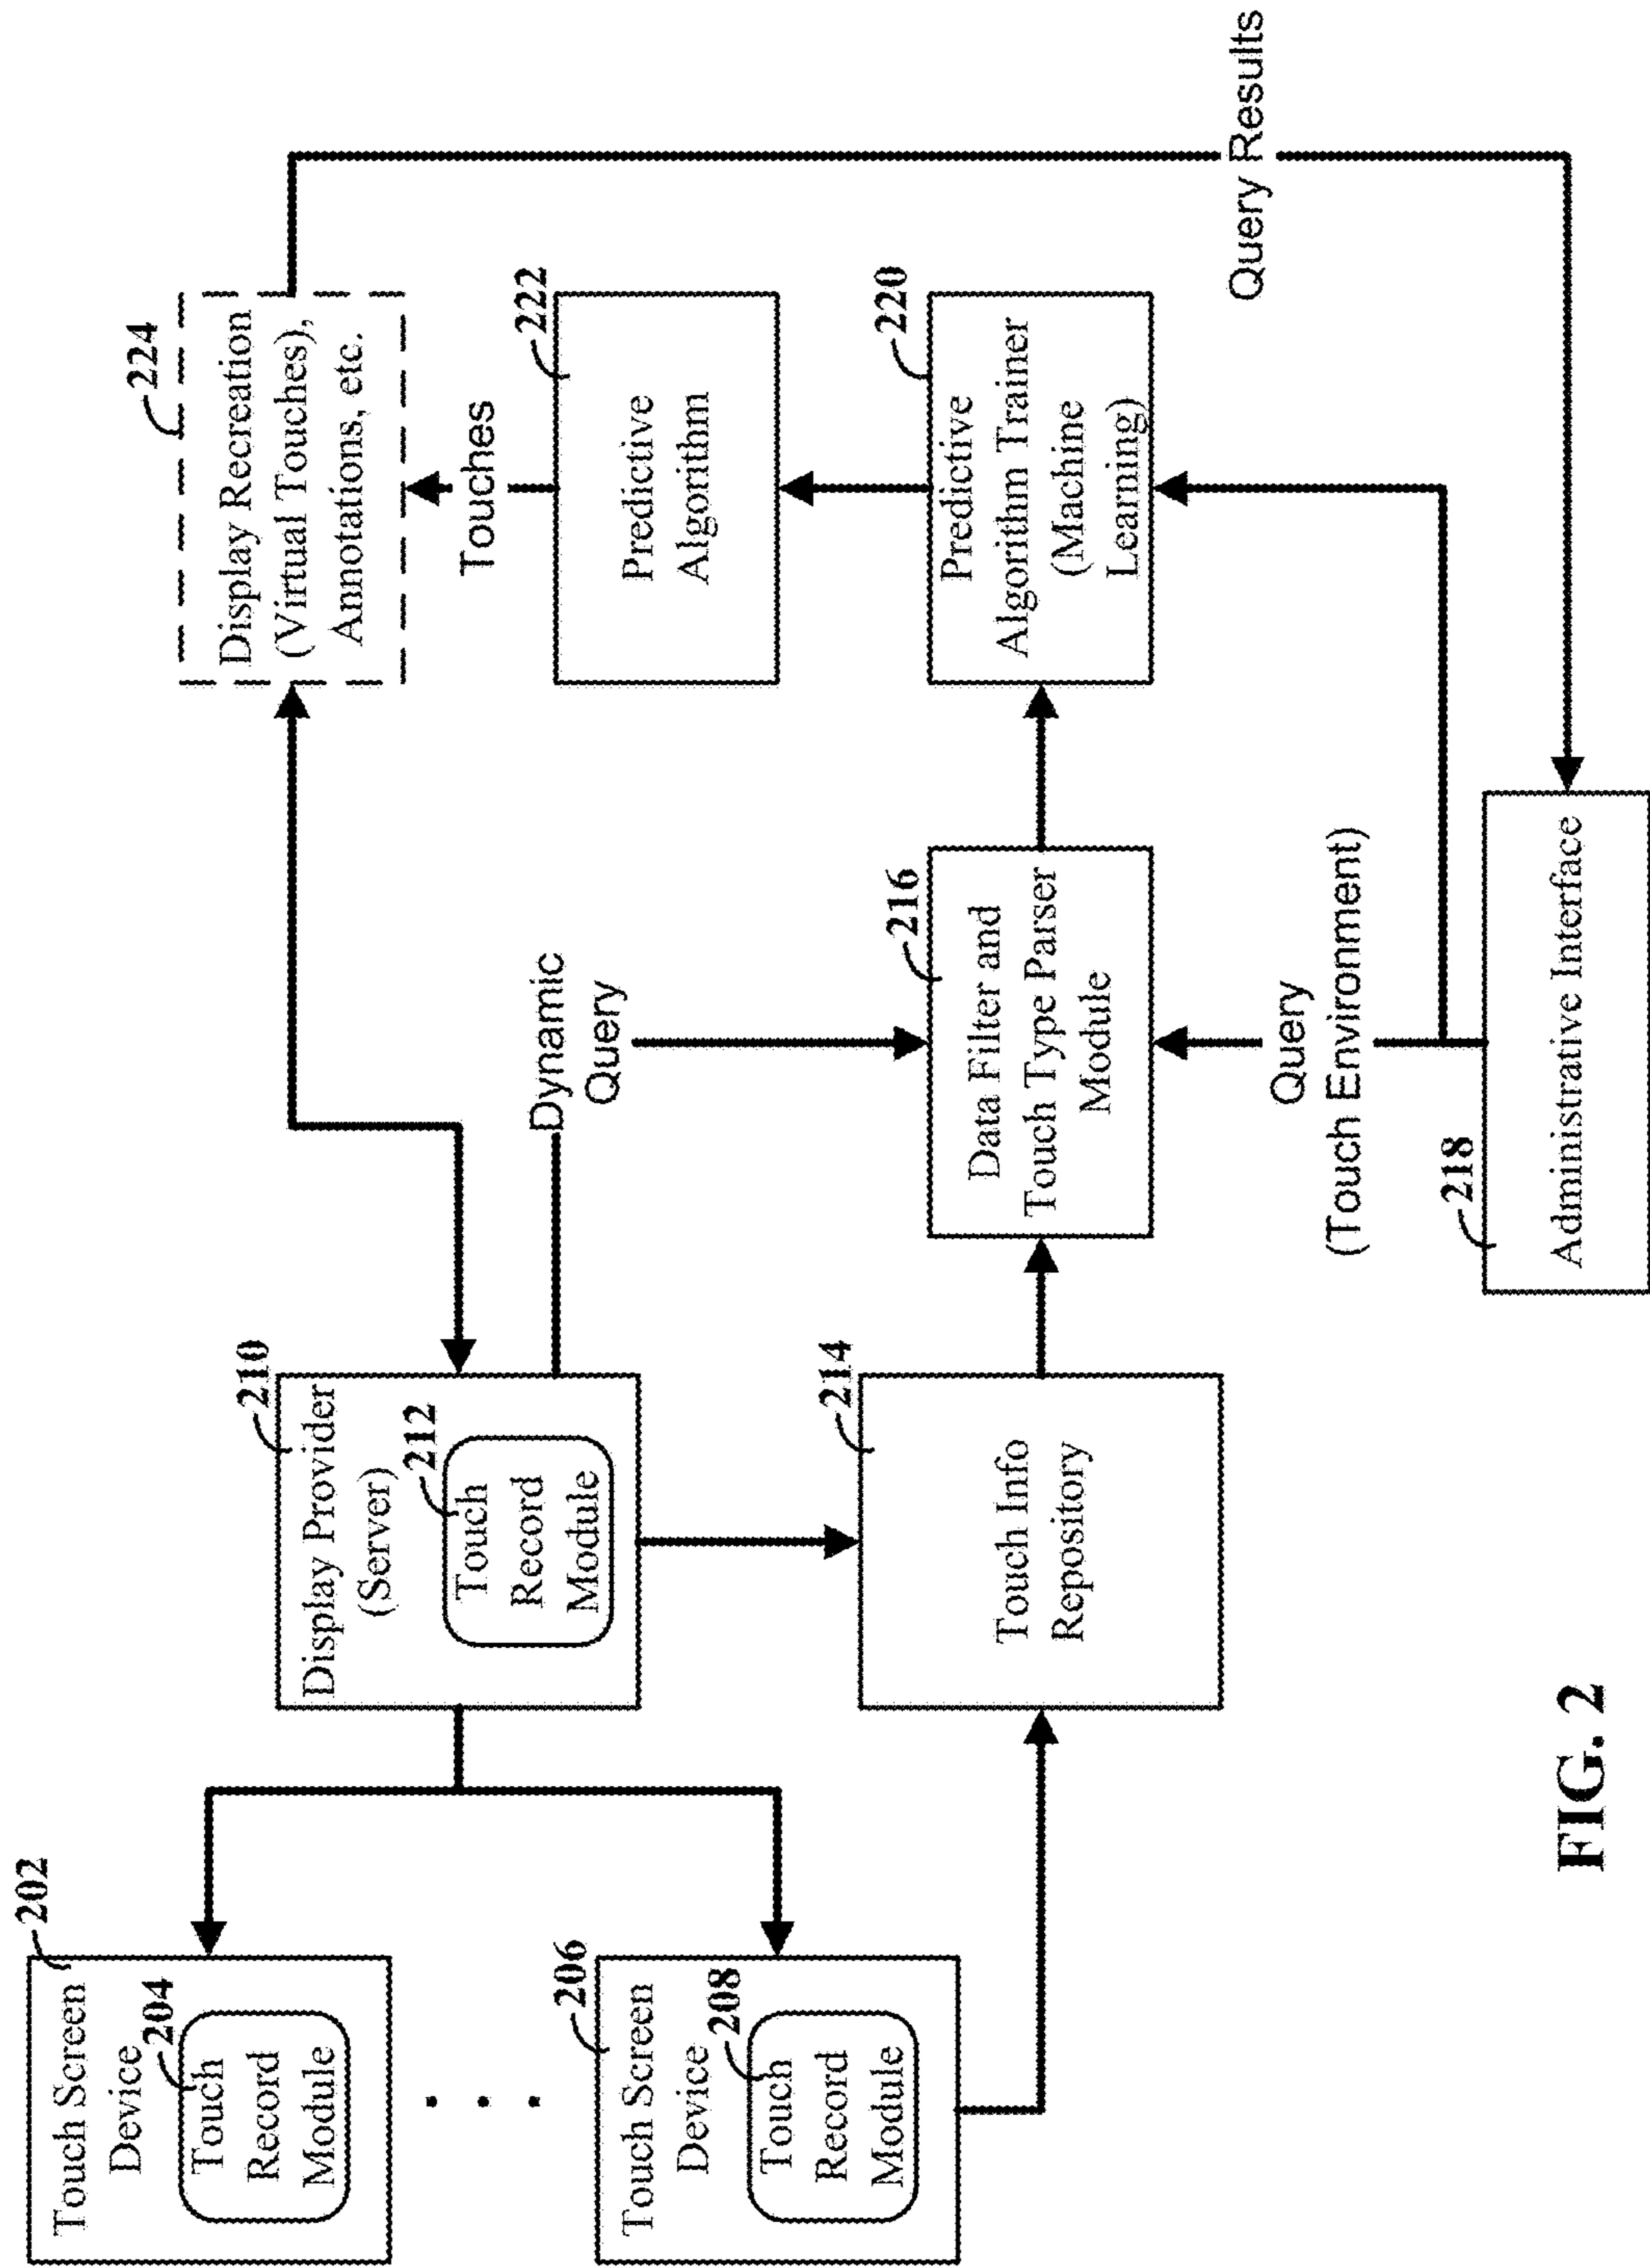 202
Touch Screen
Device
204
Touch
Record
Module
. . .
206
Touch Screen
Device
208
Touch
Record
Module
210
Display Provider
(Server)
212
Touch
Record
Module
214
Touch Info
Repository
Dynamic
Query
216
Data Filter and
Touch Type Parser
Module
Query
(Touch Environment)
218
Administrative Interface
224
Display Recreation
(Virtual Touches),
Annotations, etc.
Touches
222
Predictive
Algorithm
220
Predictive
Algorithm Trainer
(Machine
Learning)
Query Results
FIG. 2